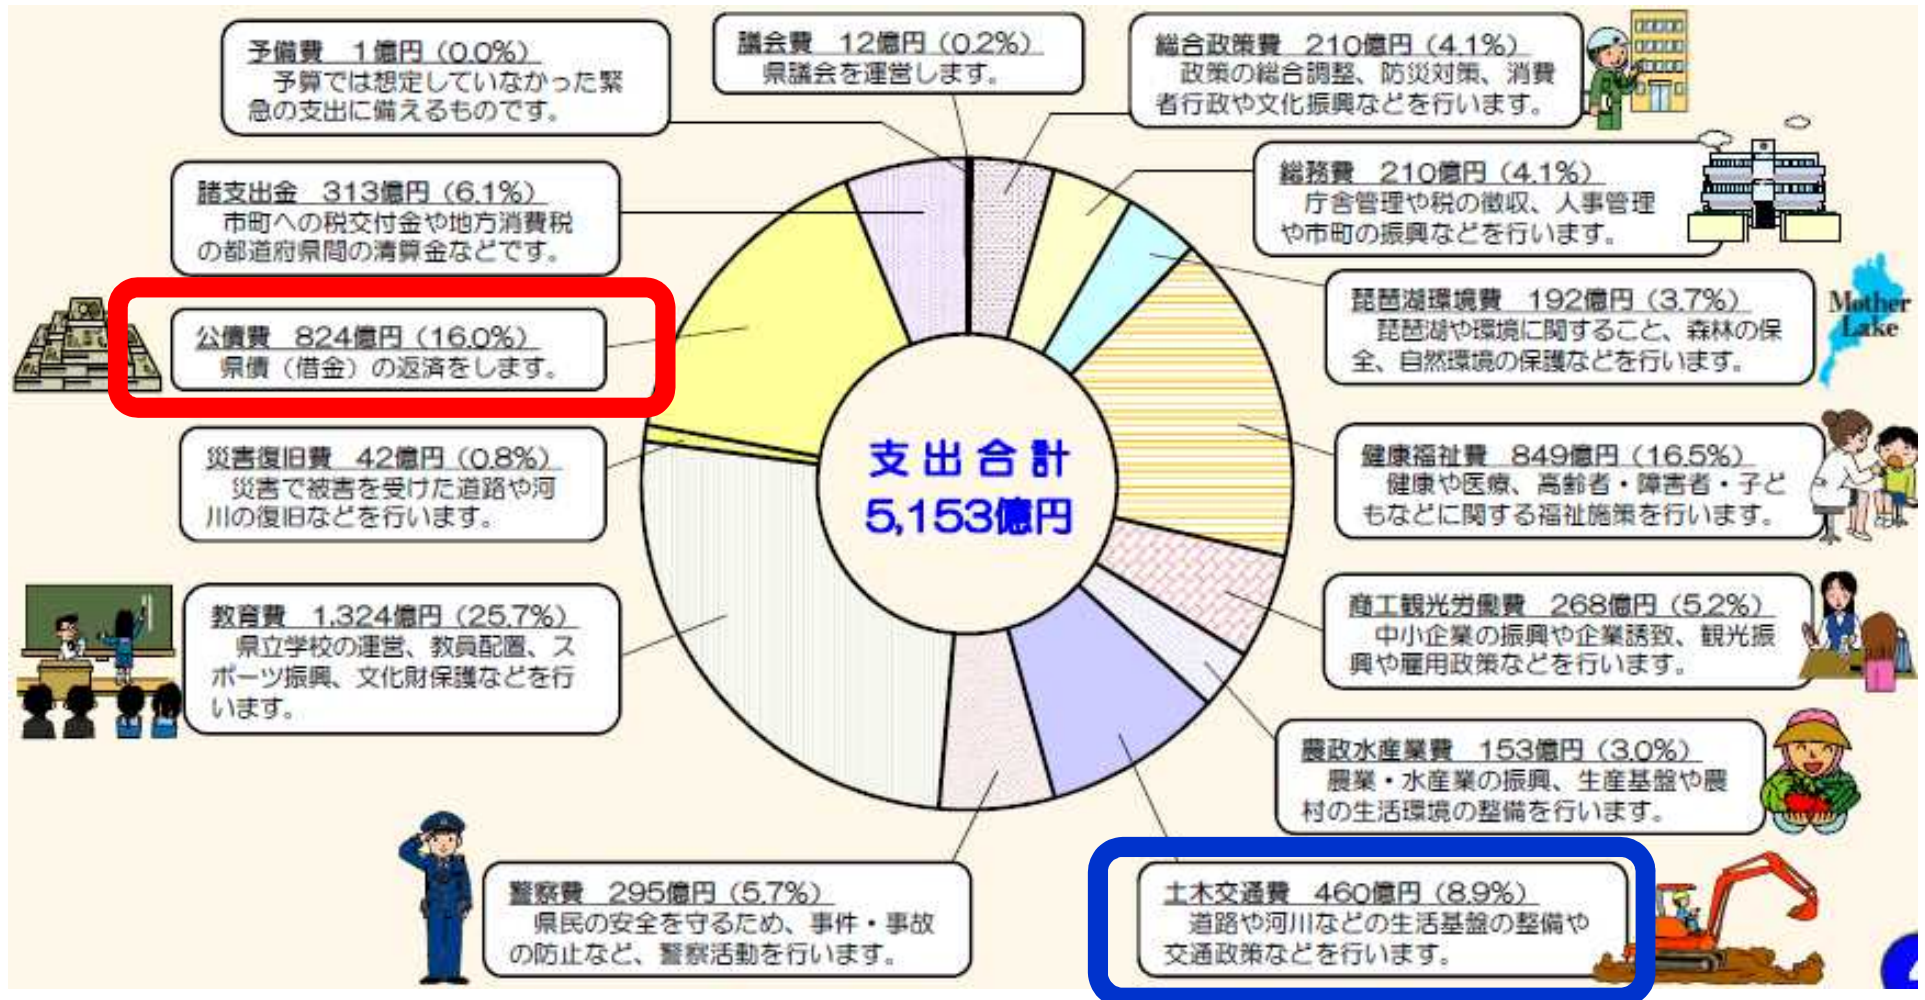 予備費　1億円（0.0%）
予算では想定していなかった緊
急の支出に備えるものです。
議会費　12億円（0.2%）
県議会を運営します。
総合政策費　210億円（4.1%）
政策の総合調整、防災対策、消費
者行政や文化振興などを行います。
諸支出金　313億円（6.1%）
市町への税交付金や地方消費税
の都道府県間の清算金などです。
総務費　210億円（4.1%）
庁舎管理や税の徴収、人事管理
や市町の振興などを行います。
公債費　824億円（16.0%）
県債（借金）の返済をします。
琵琶湖環境費　192億円（3.7%）
琵琶湖や環境に関すること、森林の保
全、自然環境の保護などを行います。
Mother
Lake
災害復旧費　42億円（0.8%）
災害で被害を受けた道路や河
川の復旧などを行います。
支出合計
5,153億円
健康福祉費　849億円（16.5%）
健康や医療、高齢者・障害者・子ど
もなどに関する福祉施策を行います。
教育費　1,324億円（25.7%）
県立学校の運営、教員配置、ス
ポーツ振興、文化財保護などを行
います。
商工観光労働費　268億円（5.2%）
中小企業の振興や企業誘致、観光振
興や雇用政策などを行います。
農政水産業費　153億円（3.0%）
農業・水産業の振興、生産基盤や農
村の生活環境の整備を行います。
警察費　295億円（5.7%）
県民の安全を守るため、事件・事故
の防止など、警察活動を行います。
土木交通費　460億円（8.9%）
道路や河川などの生活基盤の整備や
交通政策などを行います。